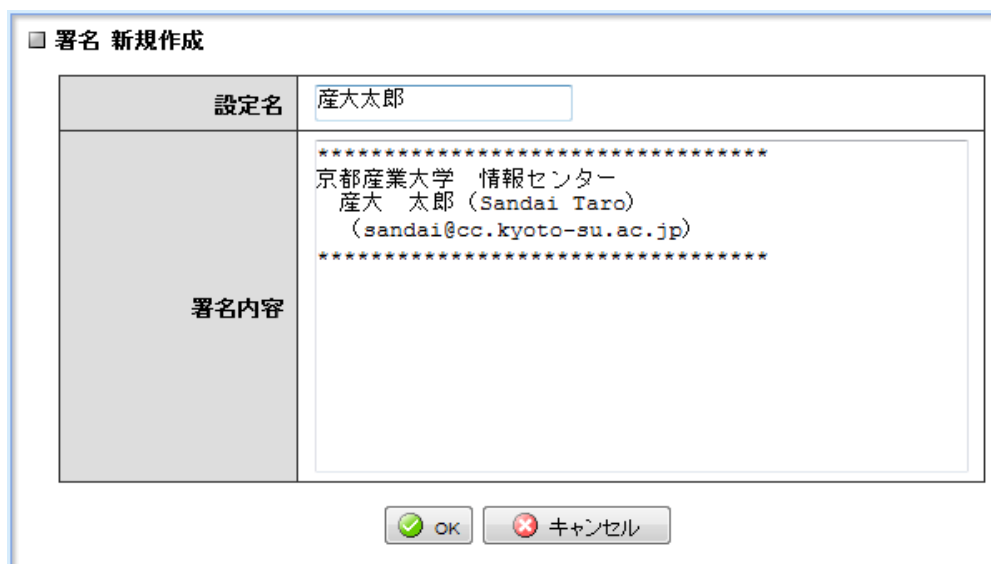 署名 新規作成
設定名
産大太郎
署名内容
**********************************
京都産業大学　情報センター
　産大　太郎（Sandai Taro）
　（sandai@cc.kyoto-su.ac.jp）
**********************************
OK
キャンセル